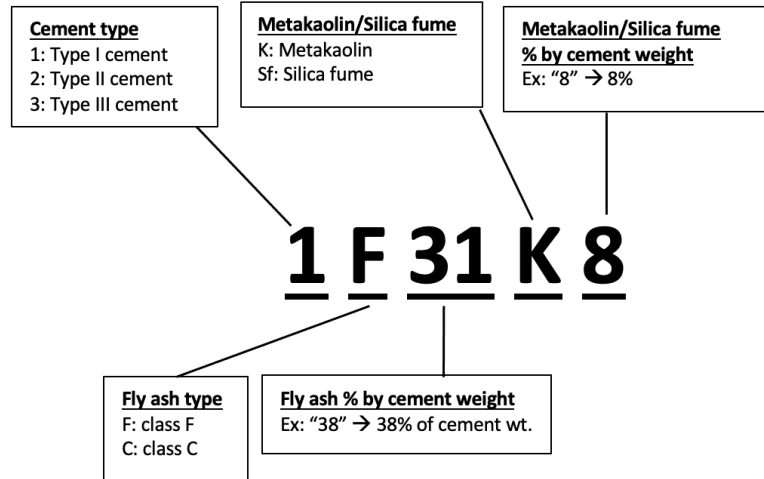 Cement type
1: Type I cement
2: Type II cement
3: Type III cement
Metakaolin/Silica fume
K: Metakaolin
Sf: Silica fume
Metakaolin/Silica fume
% by cement weight
Ex: “8” → 8%
1 F 31 K 8
Fly ash type
F: class F
C: class C
Fly ash % by cement weight
Ex: “38” → 38% of cement wt.